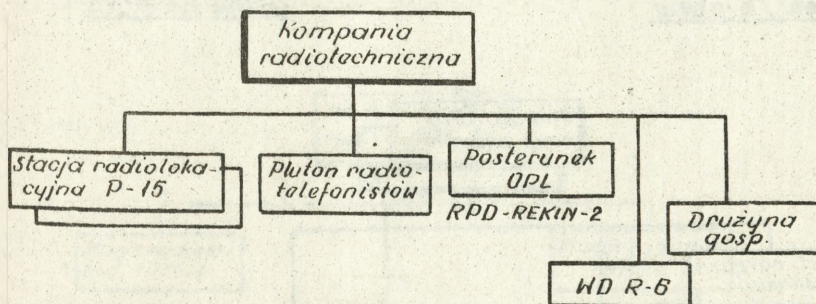 Kompania
radiotechniczna
Stacja radioloka-
cyjna P-15
Pluton radio-
telefonistów
Posterunek
OPL
RPD-REKIN-2
Drużyna
gosp.
WD R-6